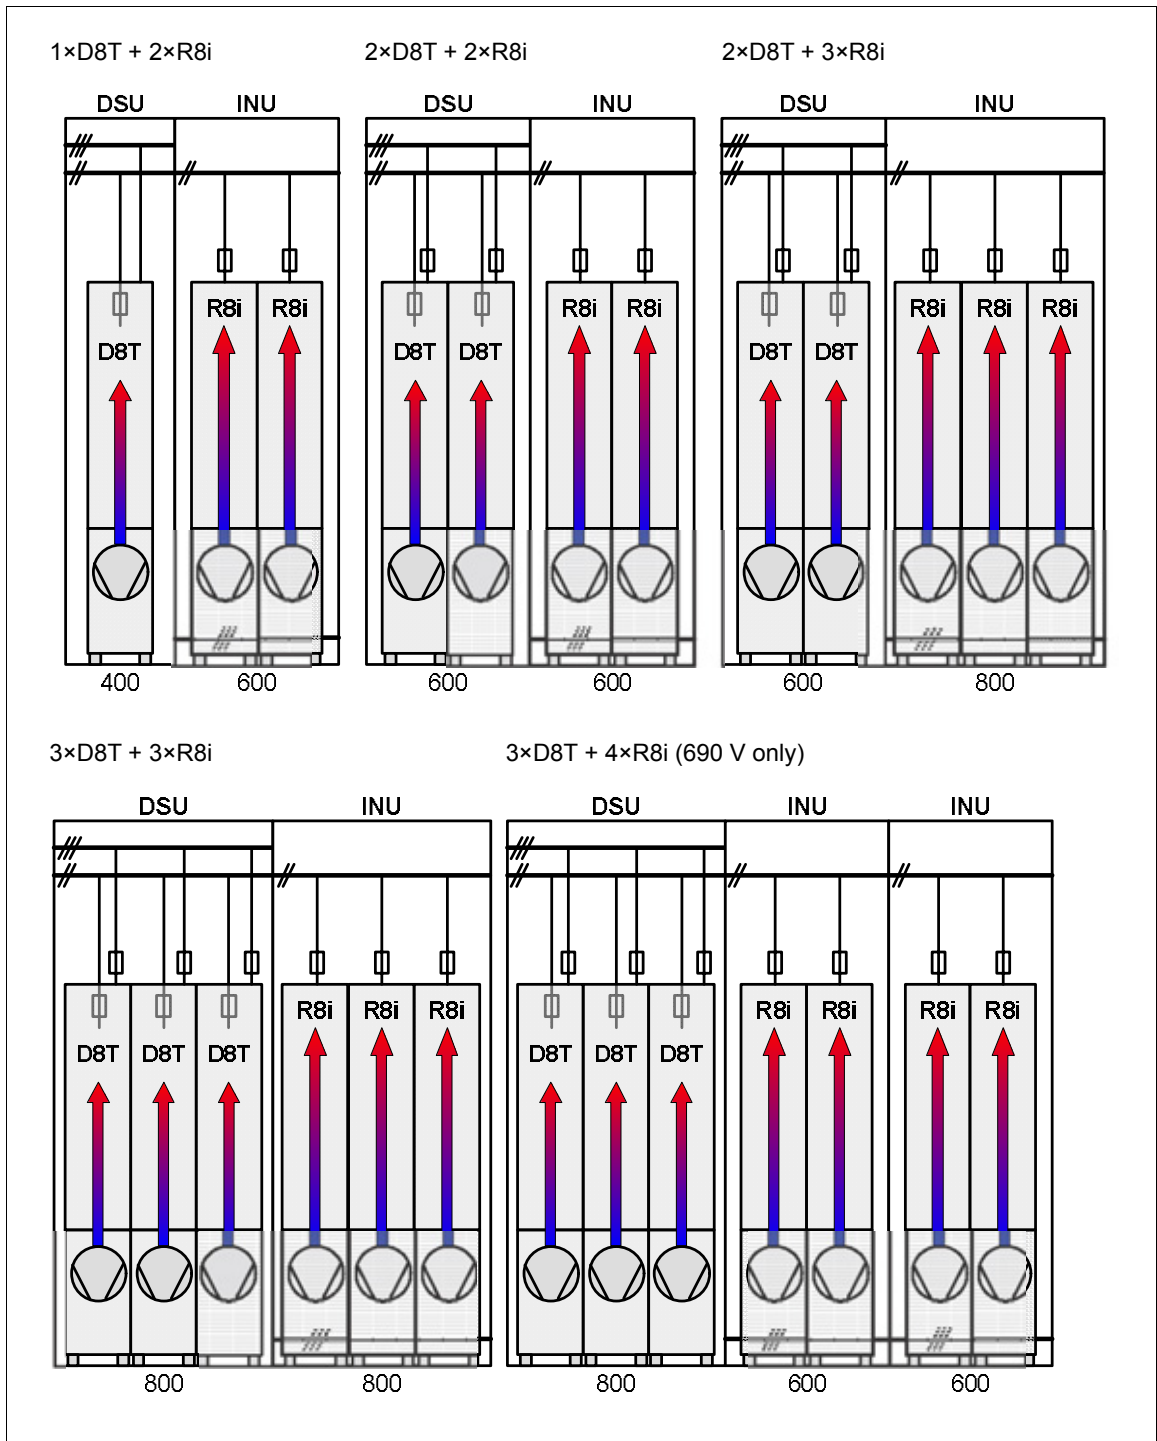 1×D8T + 2×R8i
2×D8T + 2×R8i
2×D8T + 3×R8i
DSU INU
DSU INU
DSU INU
R8i R8i
R8i R8i
R8i R8i R8i
D8T
D8T D8T
D8T D8T
400 600
600 600
600 800
3×D8T + 3×R8i
3×D8T + 4×R8i (690 V only)
DSU INU
DSU INU INU
R8i R8i R8i
R8i R8i R8i R8i
D8T D8T D8T
D8T D8T D8T
800 800
800 600 600